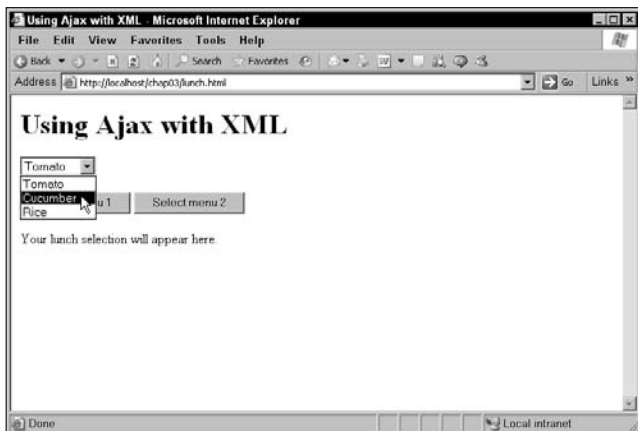 Using Ajax with XML - Microsoft Internet Explorer
File Edit View Favorites Tools Help
Back Search Favorites
Address http://localhost/chap03/lunch.html Go Links »
Using Ajax with XML
Tomato
Tomato
Cucumber u 1 Select menu 2
Rice
Your lunch selection will appear here.
Done Local intranet